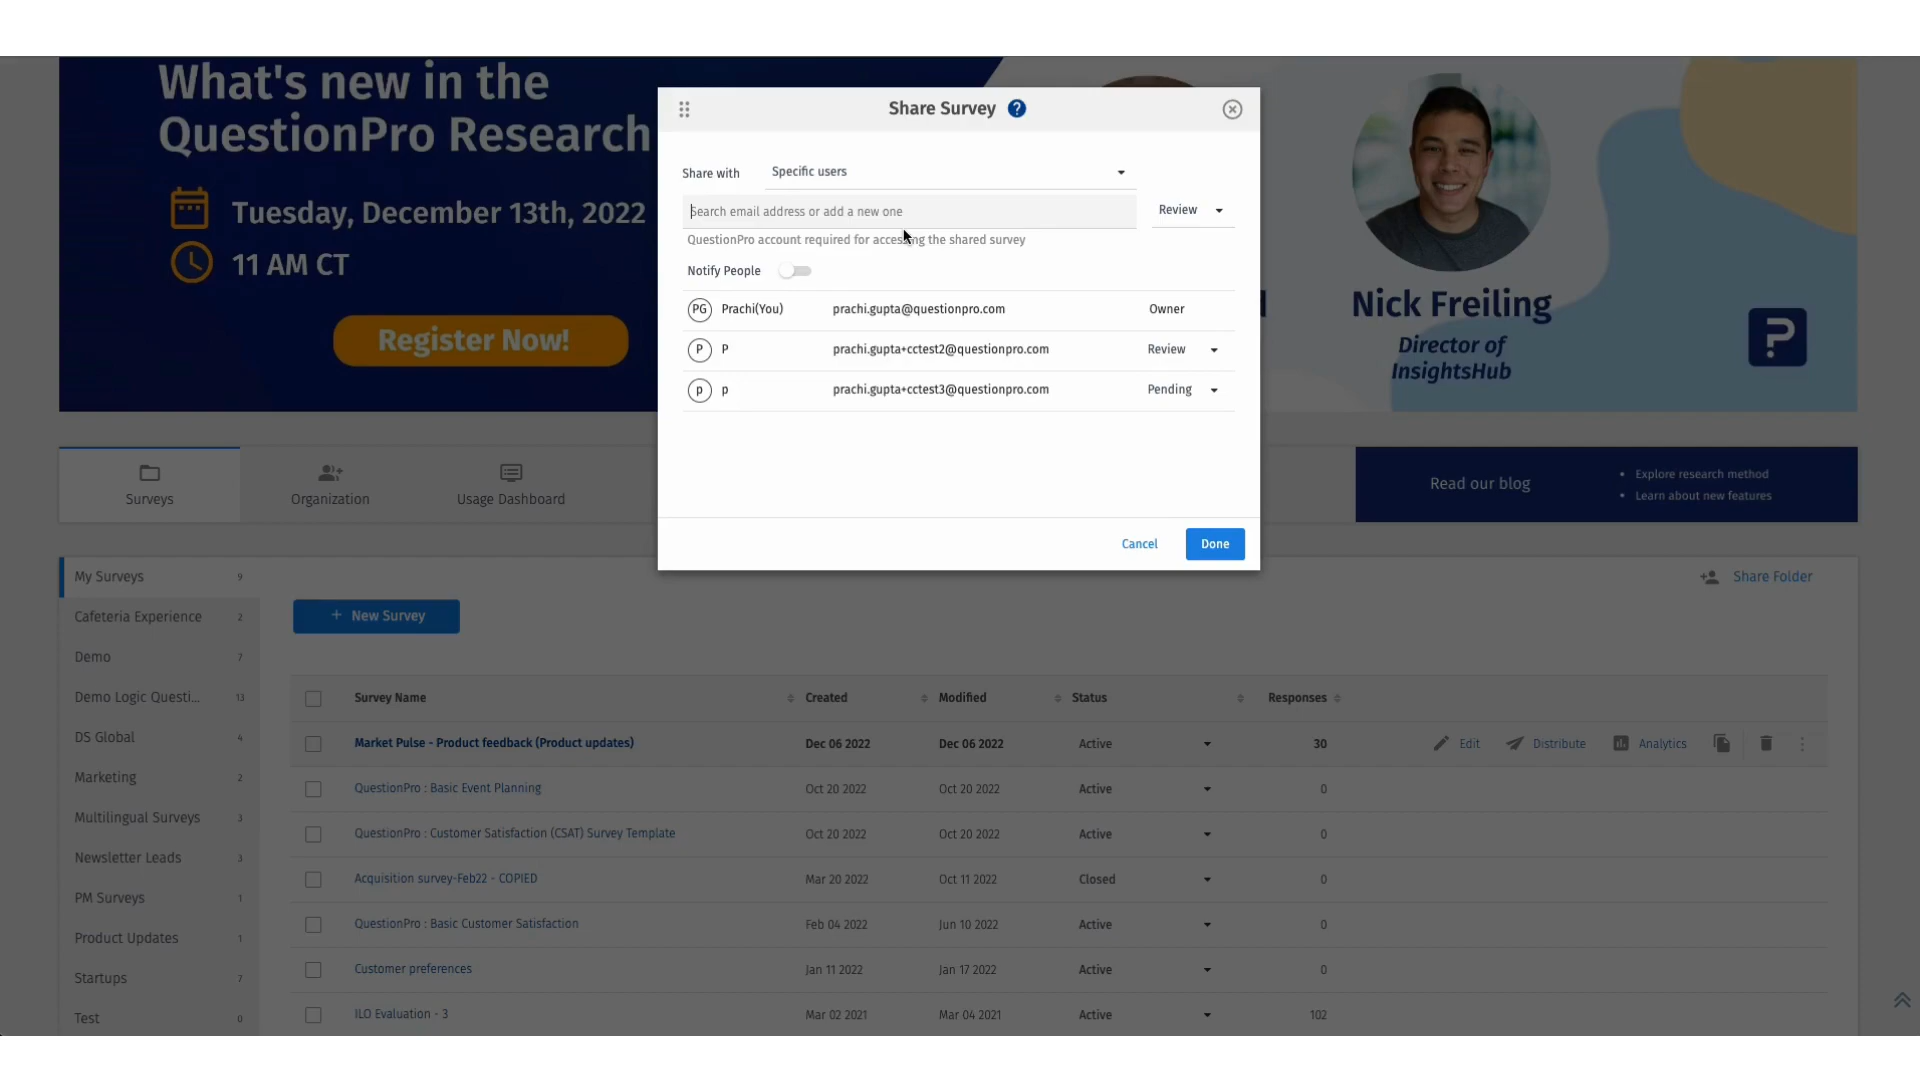 What's new in the
QuestionPro Research
Tuesday, December 13th, 2022
11 AM CT
Register Now!
Nick Freiling
Director of
InsightsHub
Share Survey ?
Share with Specific users
Search email address or add a new one Review
QuestionPro account required for accessing the shared survey
Notify People
PG Prachi(You) prachi.gupta@questionpro.com Owner
P P prachi.gupta+cctest2@questionpro.com Review
p p prachi.gupta+cctest3@questionpro.com Pending
Cancel Done
Surveys Organization Usage Dashboard
Read our blog
• Explore research method
• Learn about new features
My Surveys 9
Cafeteria Experience 2
Demo 7
Demo Logic Questi... 13
DS Global 4
Marketing 2
Multilingual Surveys 3
Newsletter Leads 3
PM Surveys 1
Product Updates 1
Startups 7
Test 0
Share Folder
+ New Survey
Survey Name Created Modified Status Responses
Market Pulse - Product feedback (Product updates) Dec 06 2022 Dec 06 2022 Active 30 Edit Distribute Analytics
QuestionPro : Basic Event Planning Oct 20 2022 Oct 20 2022 Active 0
QuestionPro : Customer Satisfaction (CSAT) Survey Template Oct 20 2022 Oct 20 2022 Active 0
Acquisition survey-Feb22 - COPIED Mar 20 2022 Oct 11 2022 Closed 0
QuestionPro : Basic Customer Satisfaction Feb 04 2022 Jun 10 2022 Active 0
Customer preferences Jan 11 2022 Jan 17 2022 Active 0
ILO Evaluation - 3 Mar 02 2021 Mar 04 2021 Active 102